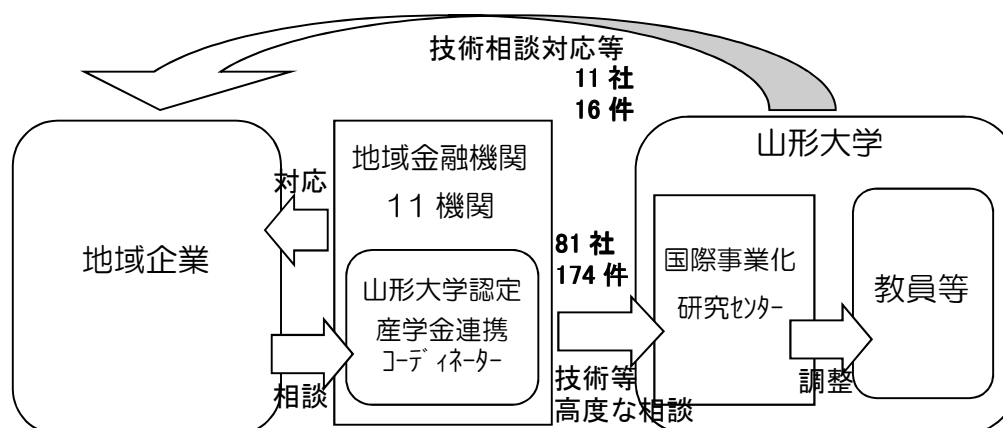 技術相談対応等
11 社
16 件
山形大学
地域金融機関
11 機関
対応
地域企業
81 社
174 件
国際事業化
研究ｾﾝﾀｰ
教員等
山形大学認定
産学金連携
ｺｰﾃﾞｨﾈｰﾀｰ
相談
技術等
高度な相談
調整